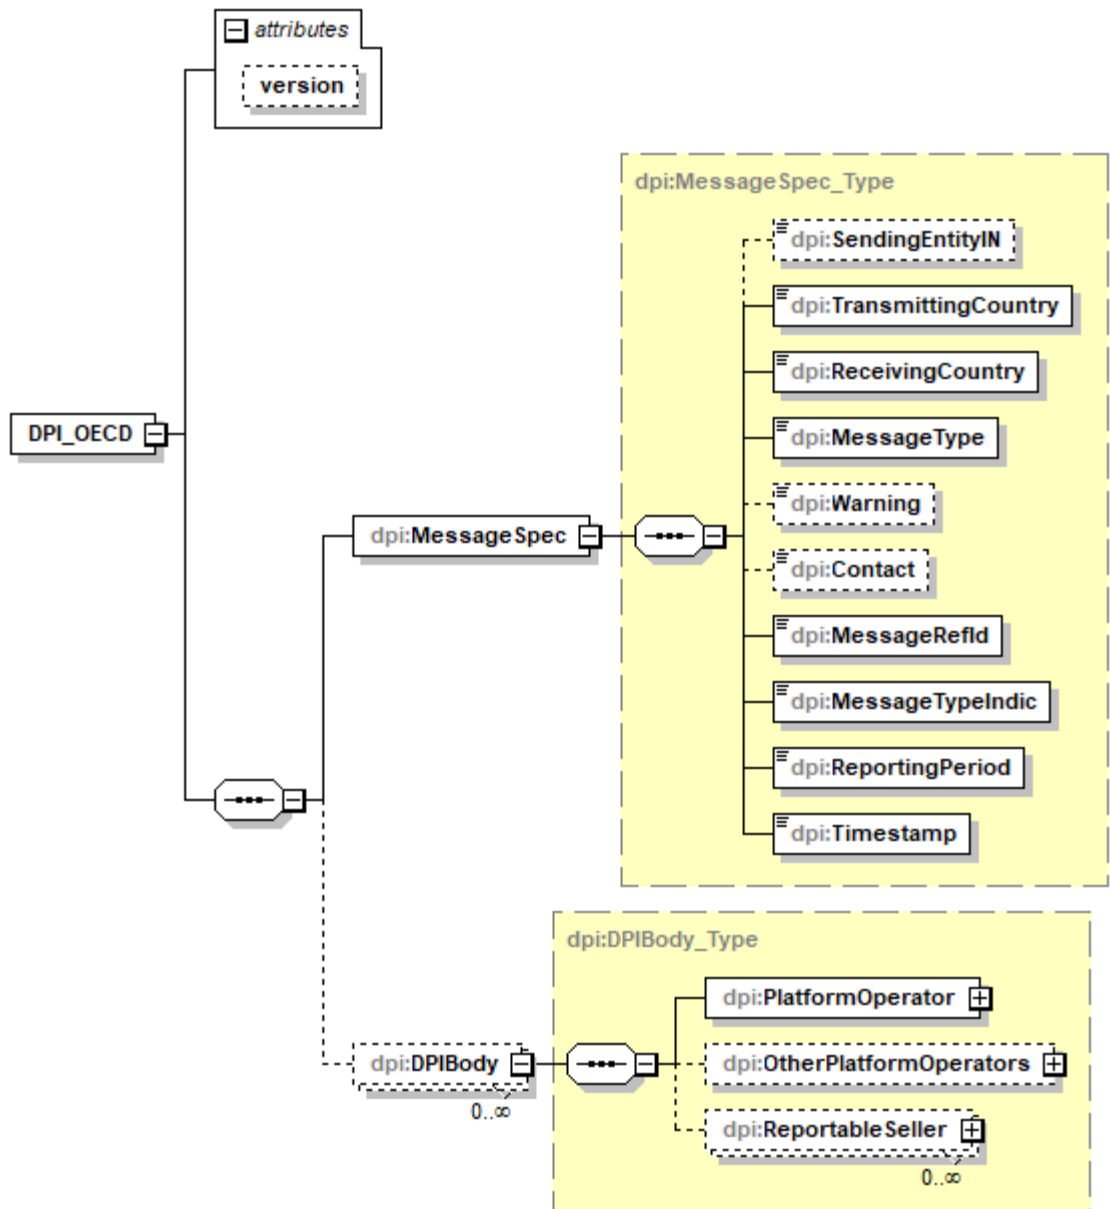 attributes
version
dpi:MessageSpec_Type
dpi:SendingEntityIN
dpi:TransmittingCountry
dpi:ReceivingCountry
dpi:MessageType
DPI_OECD
dpi:Warning
dpi:MessageSpec
dpi:Contact
dpi:MessageRefId
dpi:MessageTypeIndic
dpi:ReportingPeriod
dpi:Timestamp
dpi:DPIBody_Type
dpi:PlatformOperator
dpi:DPIBody
0..∞
dpi:OtherPlatformOperators
dpi:ReportableSeller
0..∞